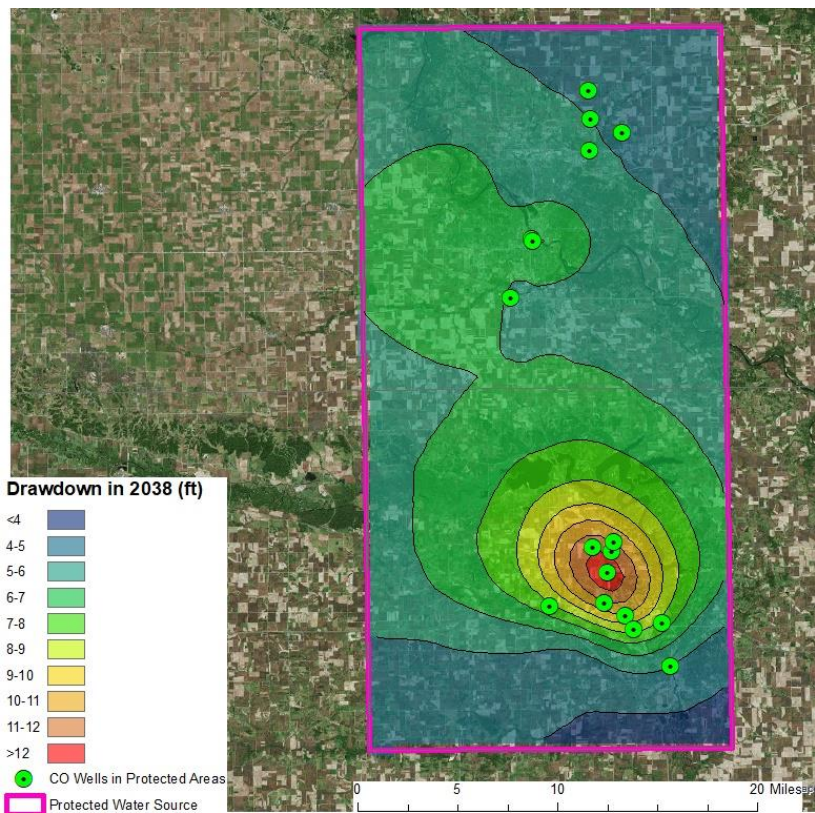 Drawdown in 2038 (ft)
<4
4-5
5-6
6-7
7-8
8-9
9-10
10-11
11-12
>12
CO Wells in Protected Areas
Protected Water Source
0 5 10 20 Miles